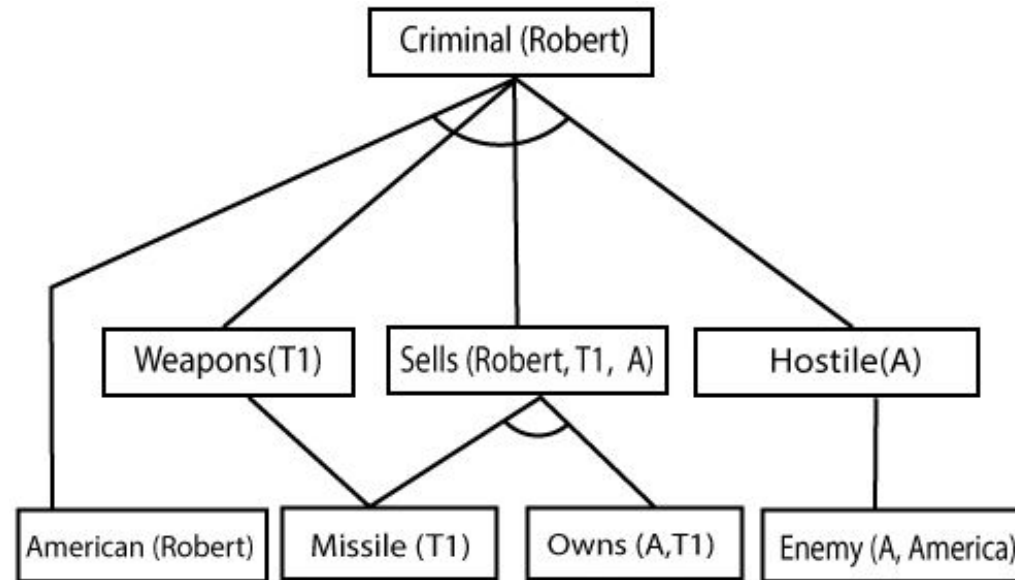 Criminal (Robert)
Weapons(T1)
Sells (Robert, T1, A)
Hostile(A)
American (Robert)
Missile (T1)
Owns (A,T1)
Enemy (A, America)